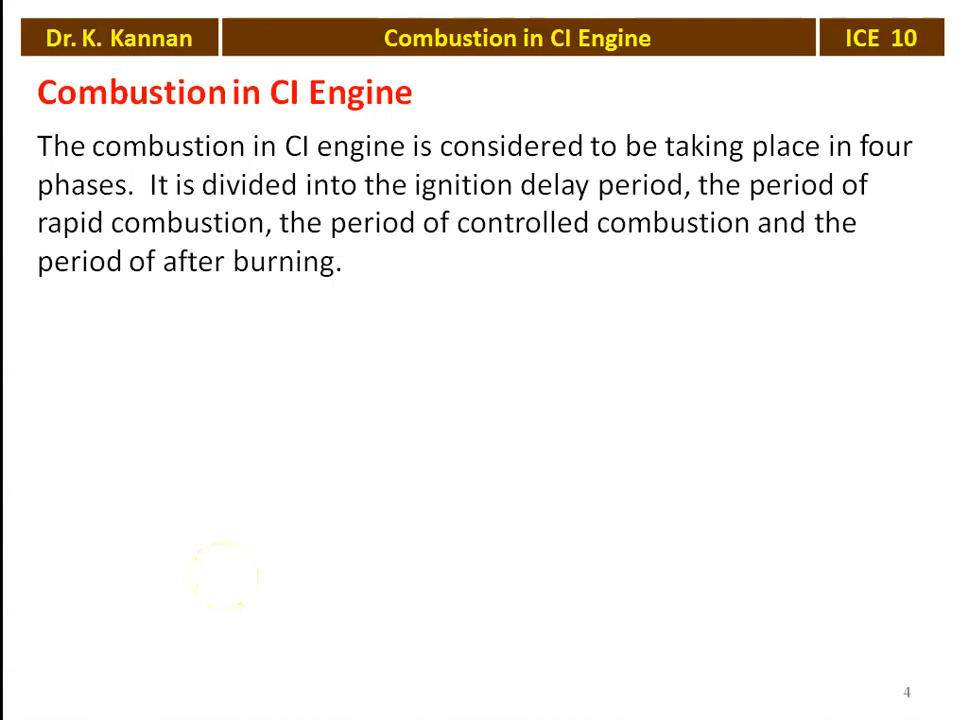 Dr. K. Kannan
Combustion in CI Engine
ICE 10
Combustion in CI Engine
The combustion in CI engine is considered to be taking place in four
phases. It is divided into the ignition delay period, the period of
rapid combustion, the period of controlled combustion and the
period of after burning.
4